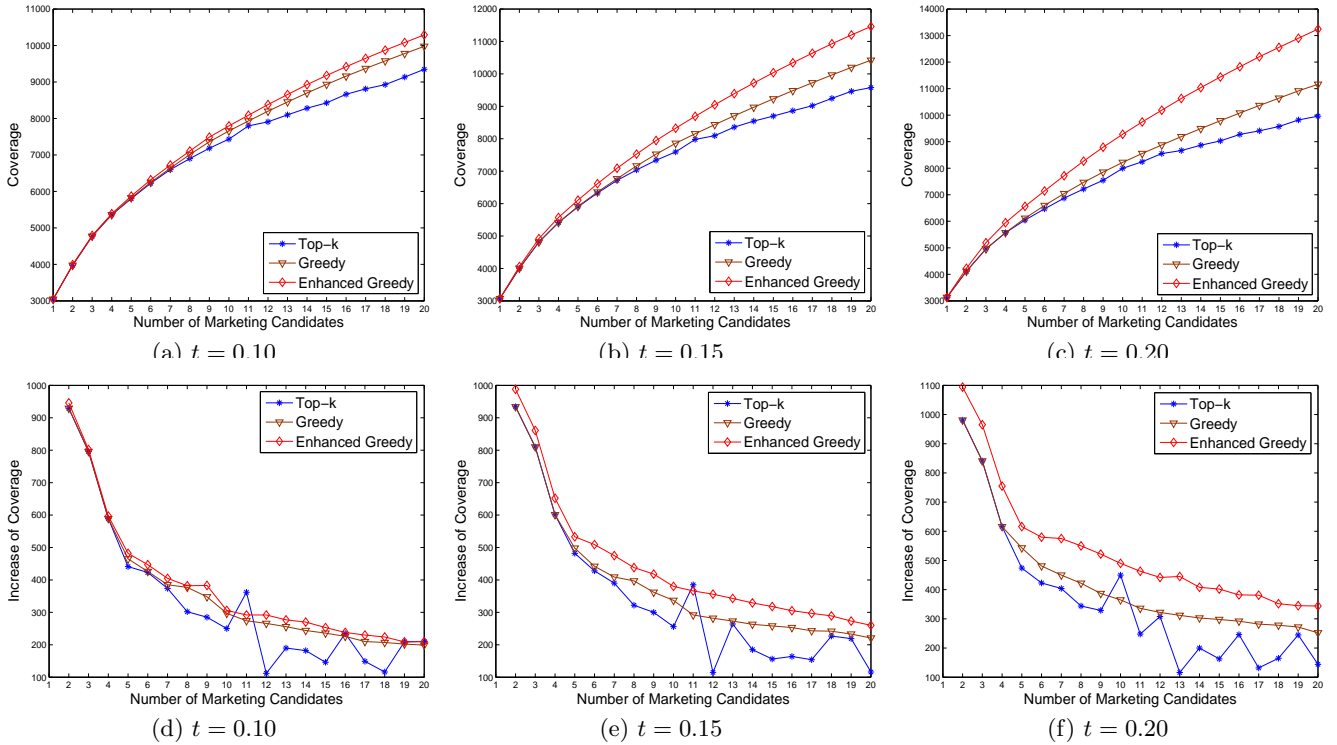 11000
10000
9000
8000
7000
6000
5000
4000
3000
Coverage
Top-k
Greedy
Enhanced Greedy
1 2 3 4 5 6 7 8 9 10 11 12 13 14 15 16 17 18 19 20
Number of Marketing Candidates
(a) t = 0.10
12000
11000
10000
9000
8000
7000
6000
5000
4000
3000
Coverage
Top-k
Greedy
Enhanced Greedy
1 2 3 4 5 6 7 8 9 10 11 12 13 14 15 16 17 18 19 20
Number of Marketing Candidates
(b) t = 0.15
14000
13000
12000
11000
10000
9000
8000
7000
6000
5000
4000
3000
Coverage
Top-k
Greedy
Enhanced Greedy
1 2 3 4 5 6 7 8 9 10 11 12 13 14 15 16 17 18 19 20
Number of Marketing Candidates
(c) t = 0.20
1000
900
800
700
600
500
400
300
200
100
Increase of Coverage
Top-k
Greedy
Enhanced Greedy
1 2 3 4 5 6 7 8 9 10 11 12 13 14 15 16 17 18 19 20
Number of Marketing Candidates
(d) t = 0.10
1000
900
800
700
600
500
400
300
200
100
Increase of Coverage
Top-k
Greedy
Enhanced Greedy
1 2 3 4 5 6 7 8 9 10 11 12 13 14 15 16 17 18 19 20
Number of Marketing Candidates
(e) t = 0.15
1100
1000
900
800
700
600
500
400
300
200
100
Increase of Coverage
Top-k
Greedy
Enhanced Greedy
1 2 3 4 5 6 7 8 9 10 11 12 13 14 15 16 17 18 19 20
Number of Marketing Candidates
(f) t = 0.20